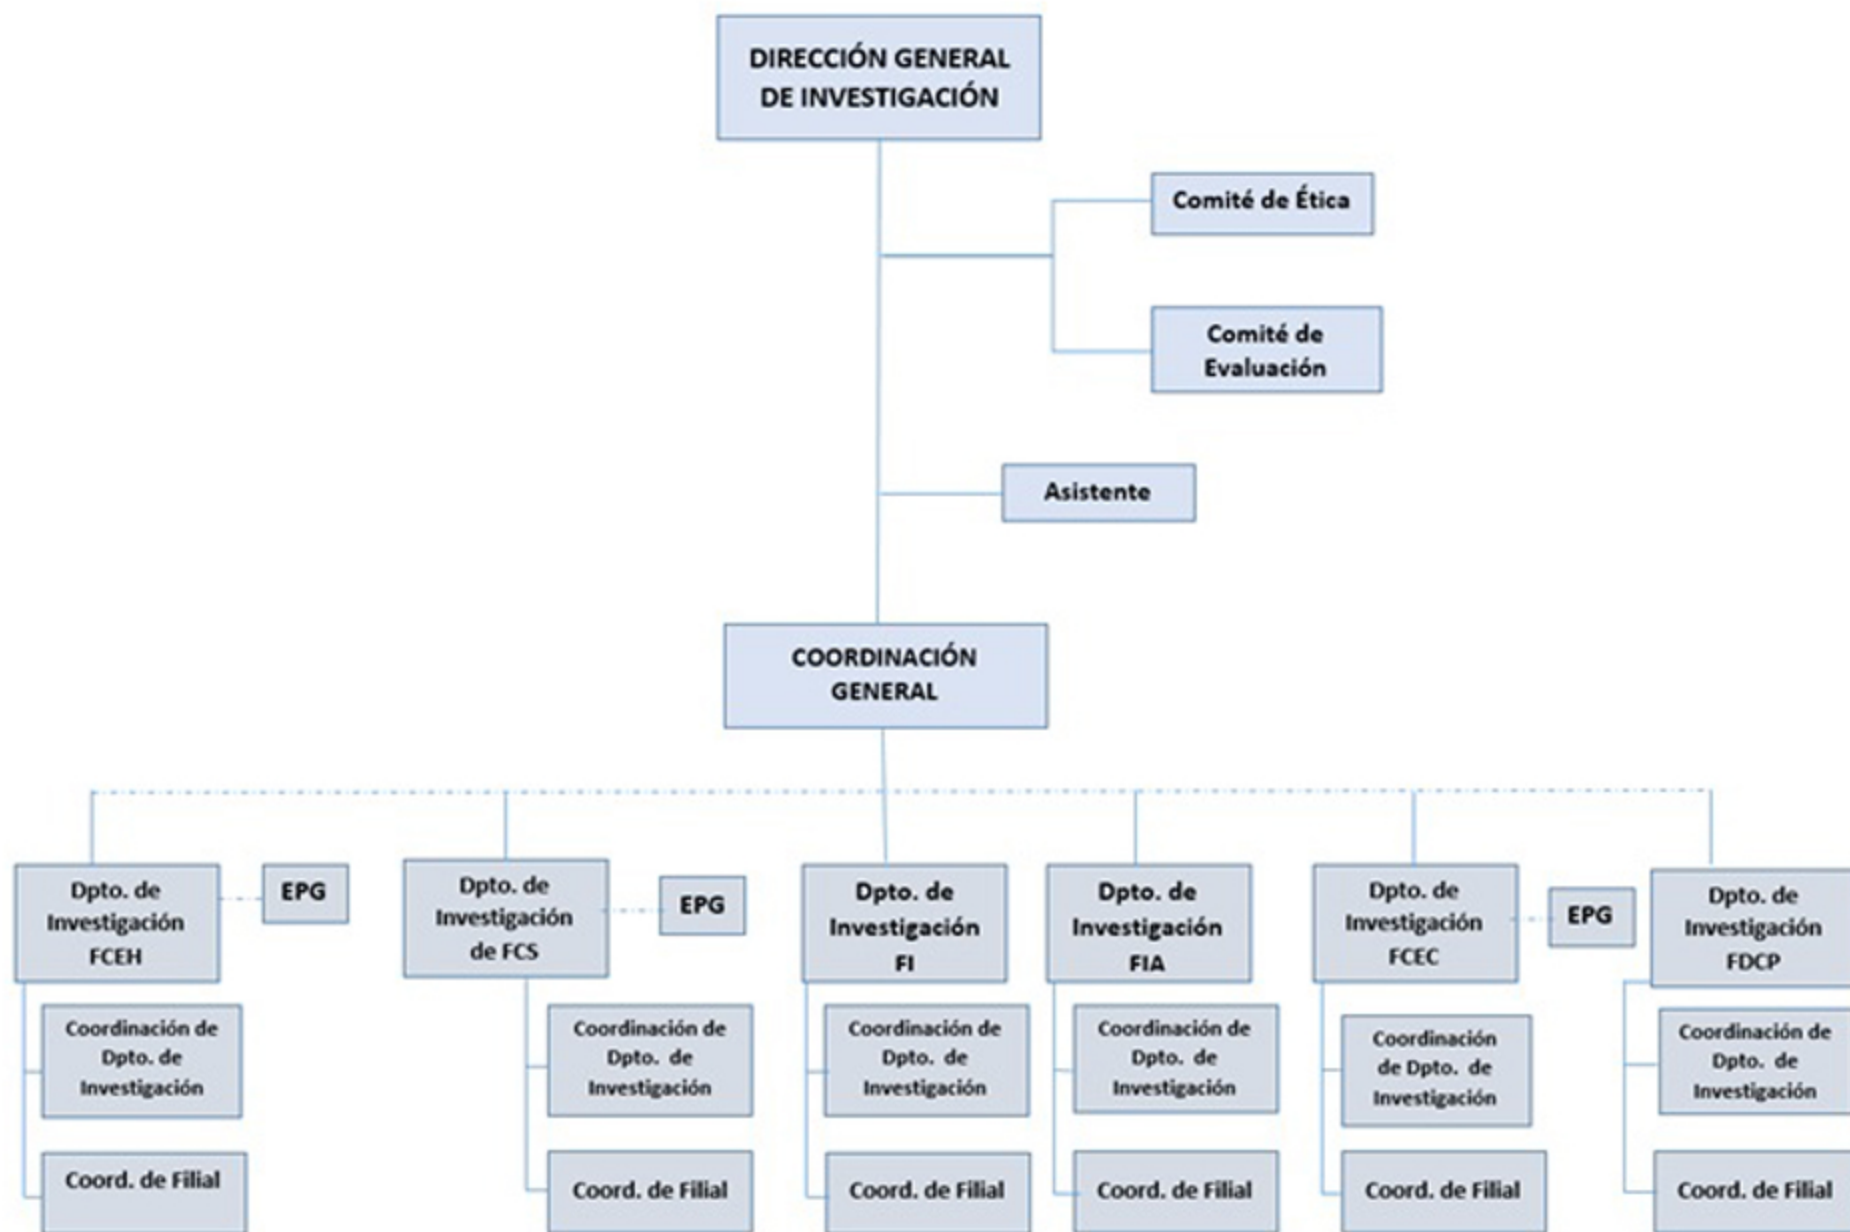 DIRECCIÓN GENERAL
DE INVESTIGACIÓN
Comité de Ética
Comité de
Evaluación
Asistente
COORDINACIÓN
GENERAL
Dpto. de
Investigación
FCEH
EPG
Dpto. de
Investigación
de FCS
EPG
Dpto. de
Investigación
FI
Dpto. de
Investigación
FIA
Dpto. de
Investigación
FCEC
EPG
Dpto. de
Investigación
FDCP
Coordinación de
Dpto. de
Investigación
Coordinación de
Dpto. de
Investigación
Coordinación de
Dpto. de
Investigación
Coordinación de
Dpto. de
Investigación
Coordinación
de Dpto. de
Investigación
Coordinación de
Dpto. de
Investigación
Coord. de Filial
Coord. de Filial
Coord. de Filial
Coord. de Filial
Coord. de Filial
Coord. de Filial